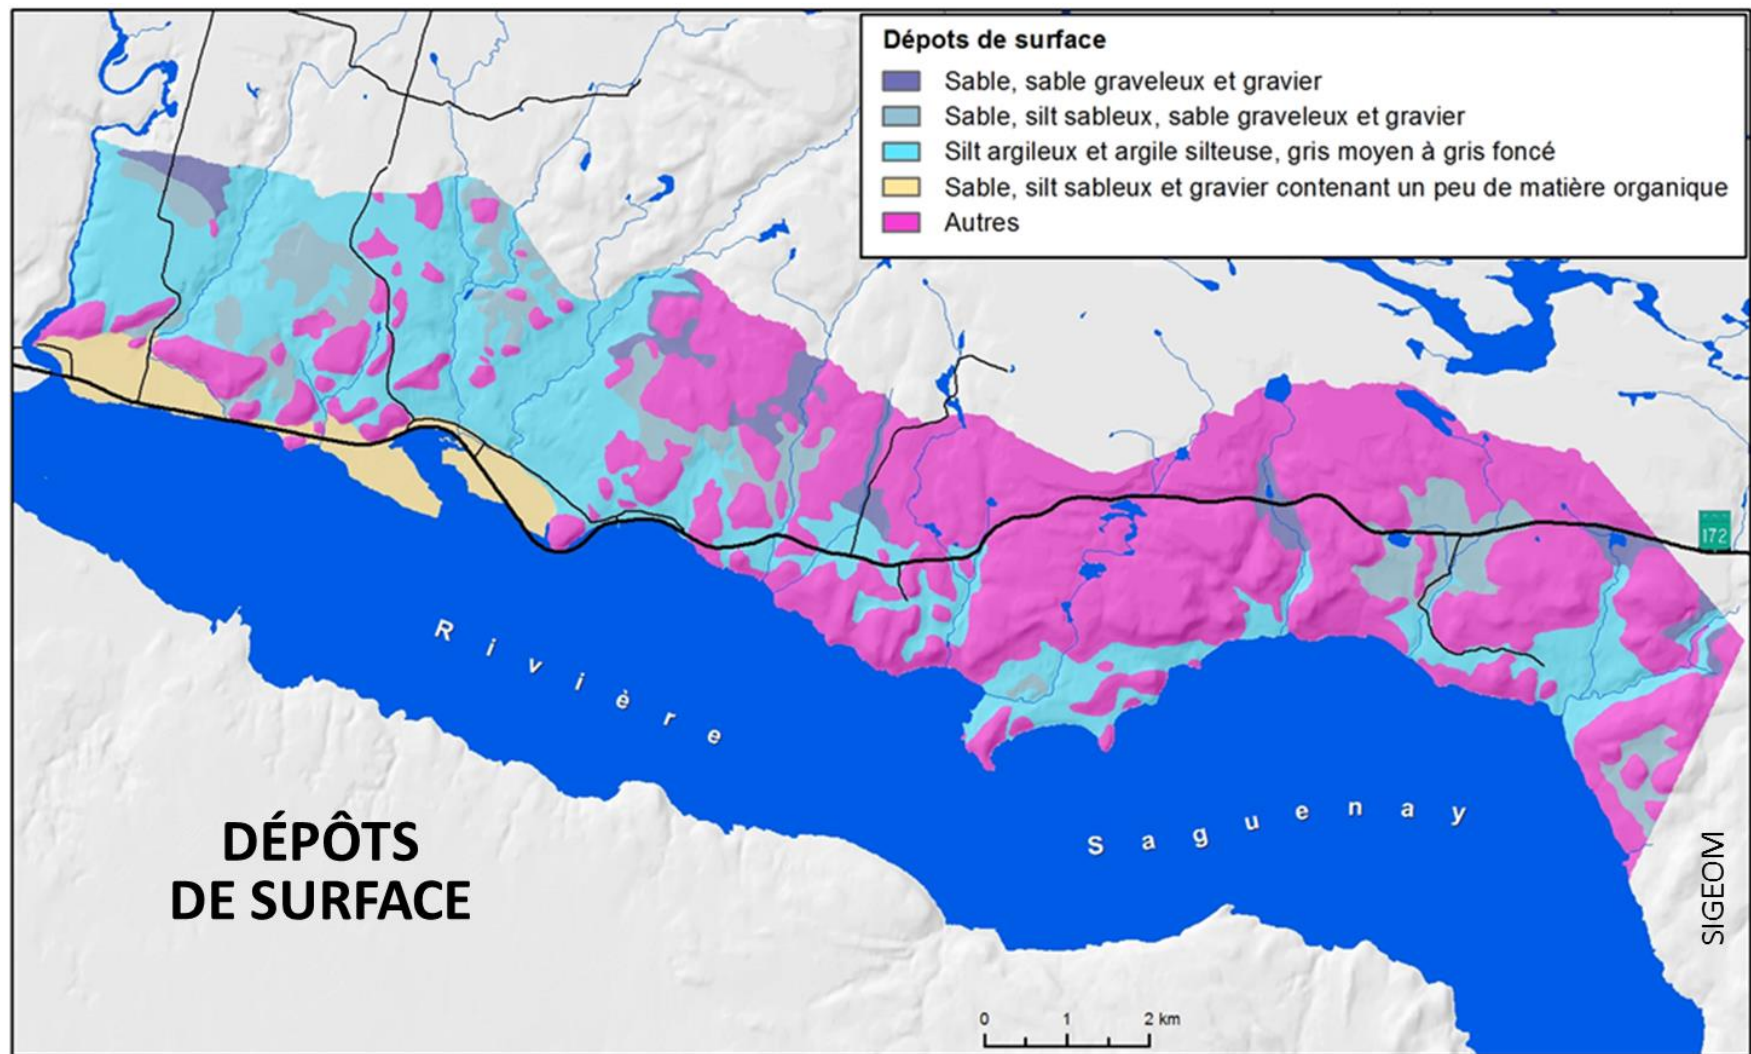 Dépots de surface
Sable, sable graveleux et gravier
Sable, silt sableux, sable graveleux et gravier
Silt argileux et argile silteuse, gris moyen à gris foncé
Sable, silt sableux et gravier contenant un peu de matière organique
Autres
172
Rivière
Saguenay
DÉPÔTS
DE SURFACE
SIGEOM
0 1 2 km